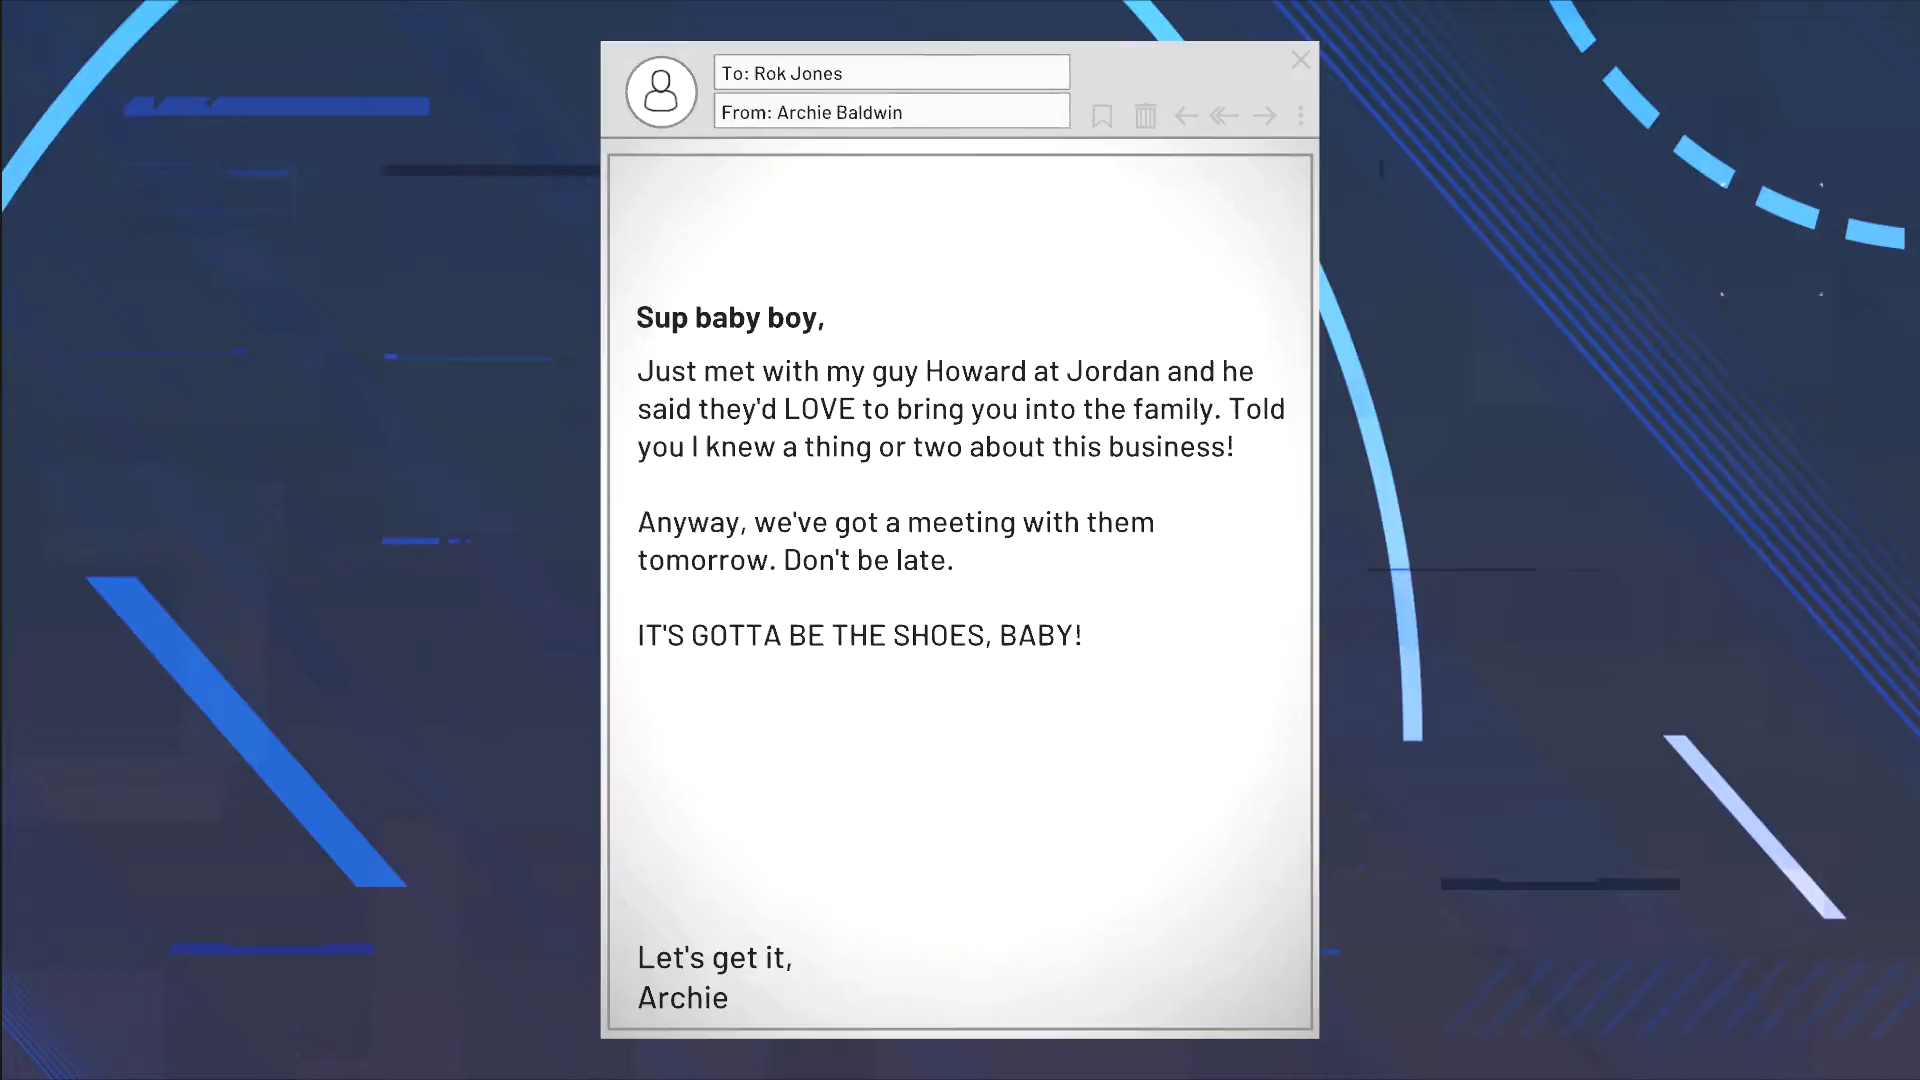 To: Rok Jones
From: Archie Baldwin
Sup baby boy,
Just met with my guy Howard at Jordan and he
said they'd LOVE to bring you into the family. Told
you I knew a thing or two about this business!
Anyway, we've got a meeting with them
tomorrow. Don't be late.
IT'S GOTTA BE THE SHOES, BABY!
Let's get it,
Archie